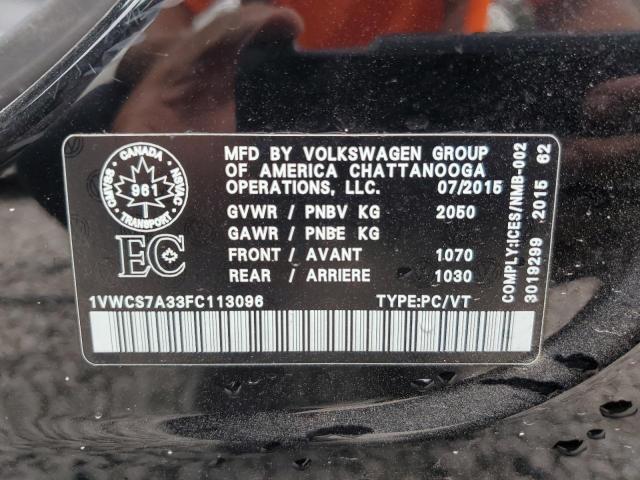 MFD BY VOLKSWAGEN GROUP
OF AMERICA CHATTANOOGA
OPERATIONS, LLC. 07/2015
GVWR / PNBV KG 2050
GAWR / PNBE KG
FRONT / AVANT 1070
REAR / ARRIERE 1030
CANADA
961
TRANSPORT
CMVSS
NSVAC
EC
1VWCS7A33FC113096 TYPE:PC/VT
COMPLY:ICES/NMB-002
3019299 2015 62